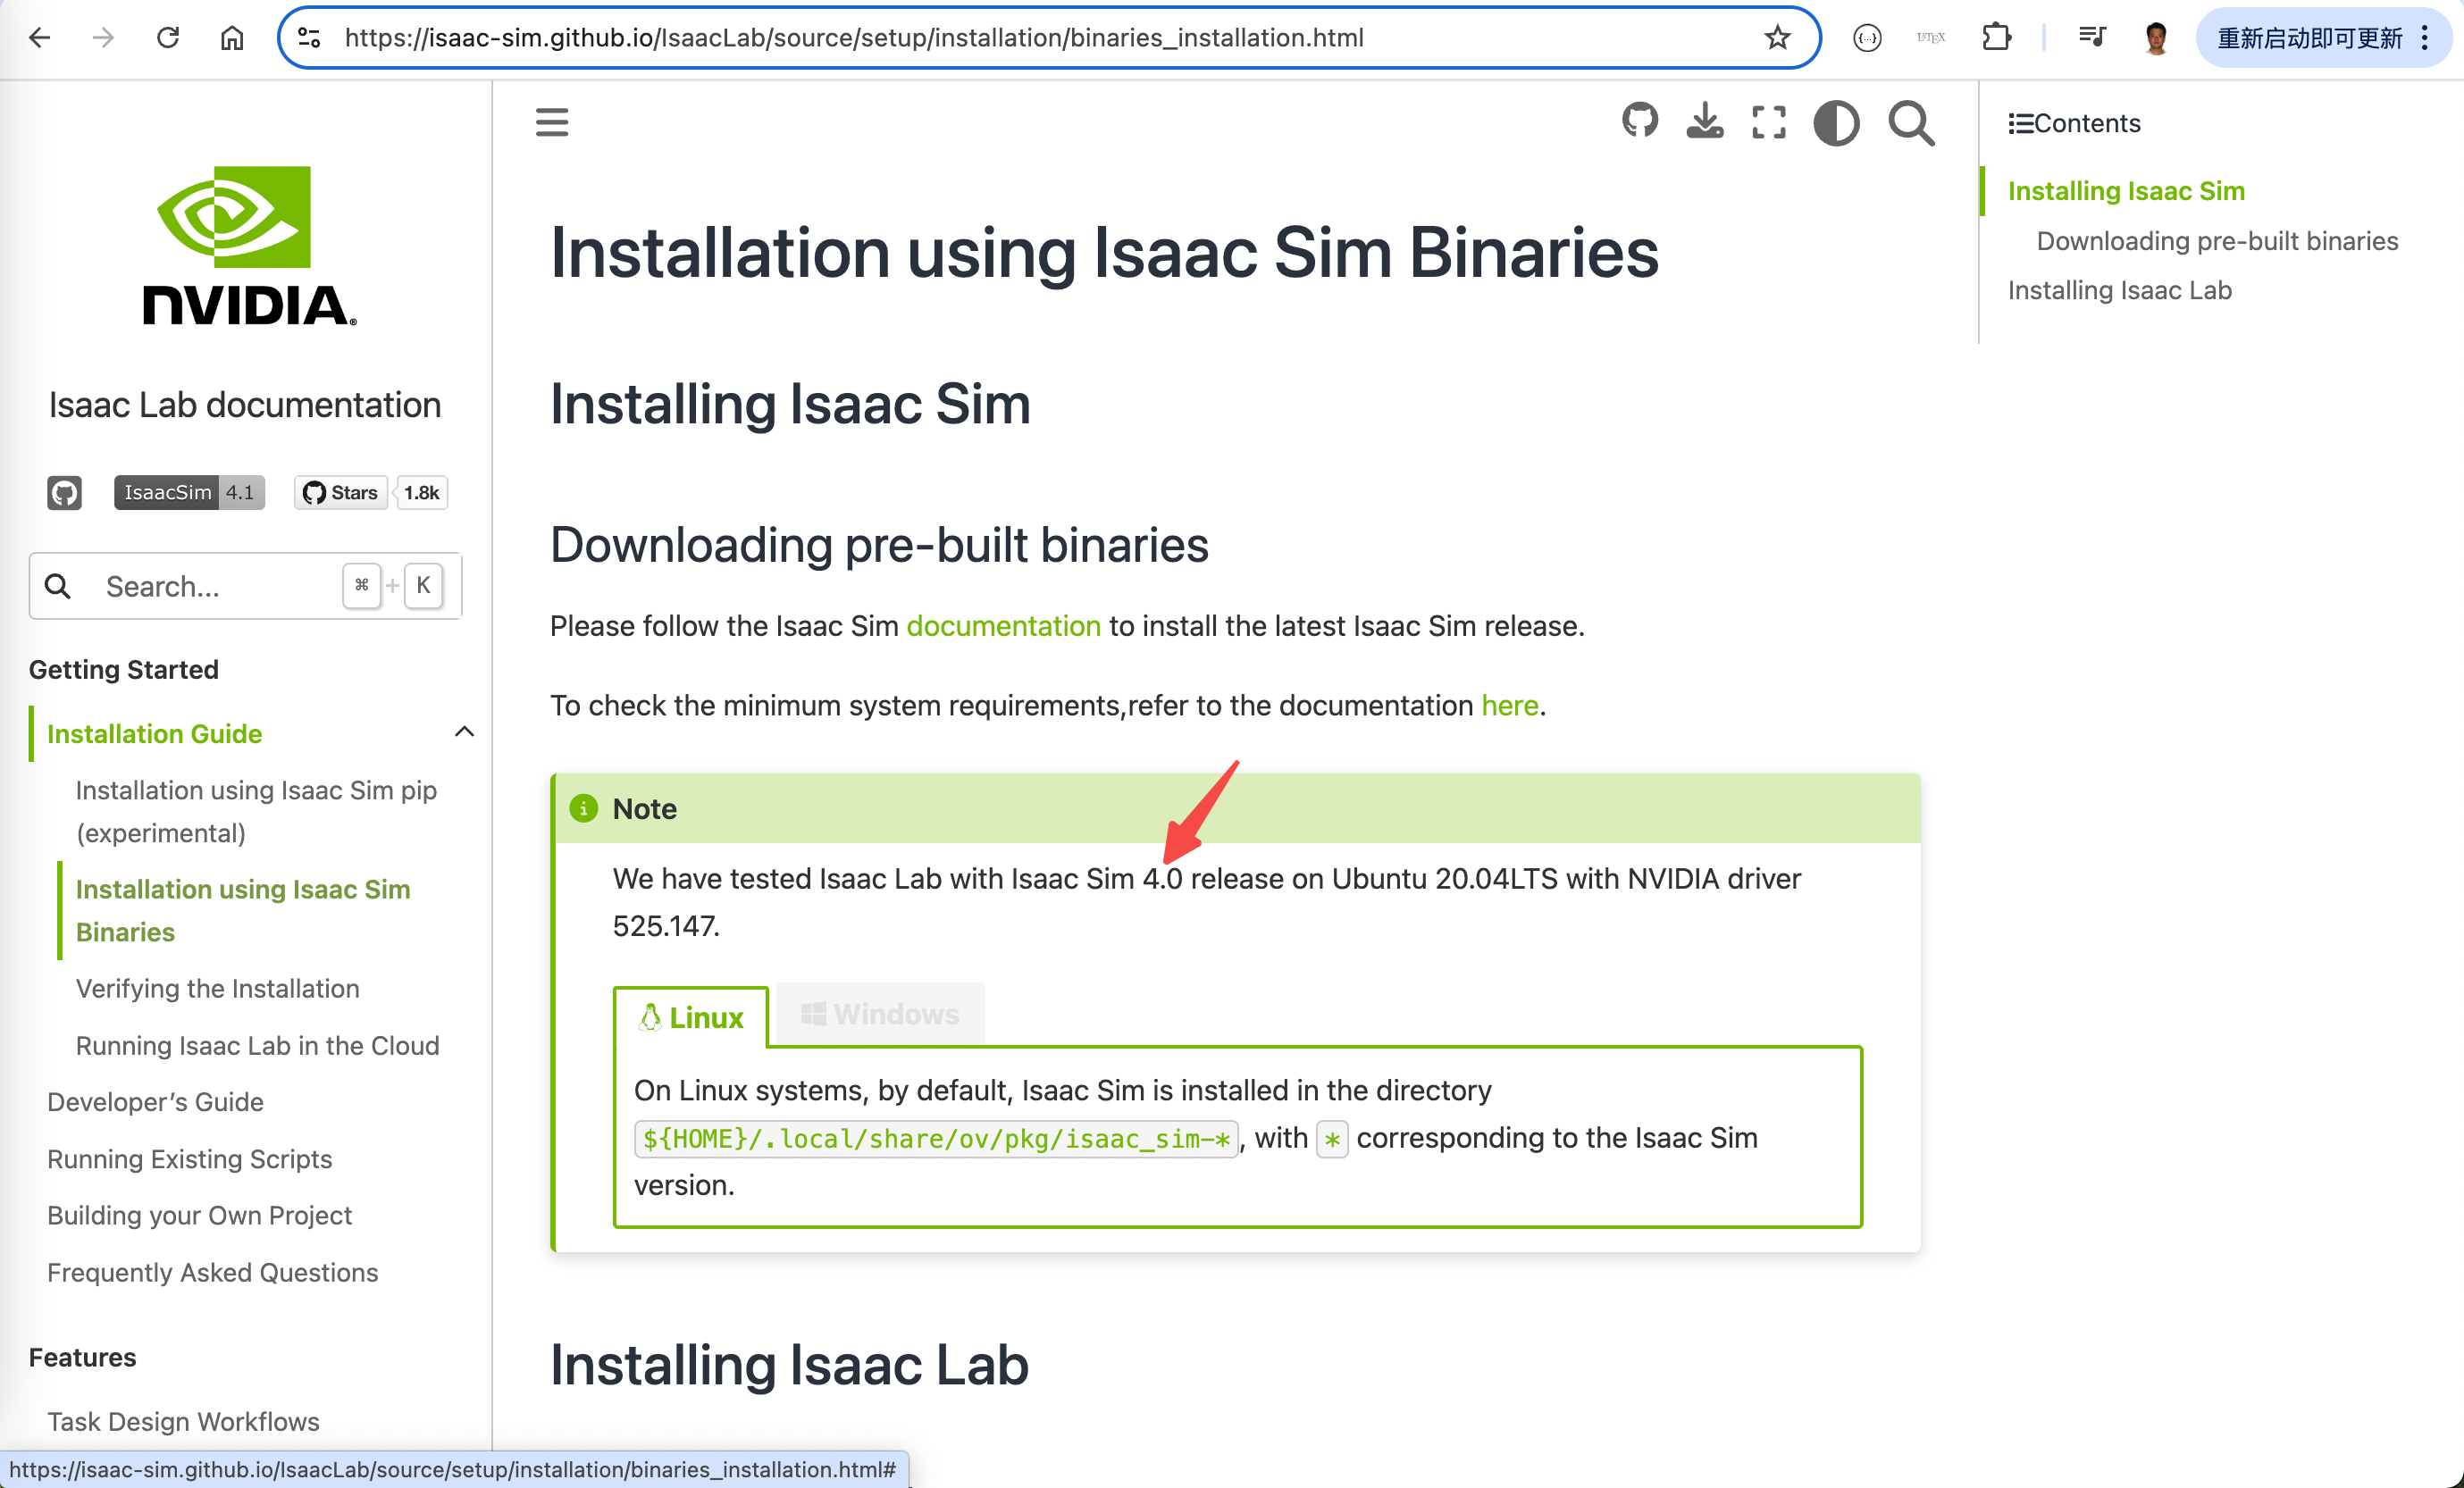 https://isaac-sim.github.io/IsaacLab/source/setup/installation/binaries_installation.html
{...}
LATEX
重新启动即可更新
NVIDIA®
Isaac Lab documentation
IsaacSim 4.1
Stars 1.8k
Search...
⌘ + K
Getting Started
Installation Guide
Installation using Isaac Sim pip
(experimental)
Installation using Isaac Sim
Binaries
Verifying the Installation
Running Isaac Lab in the Cloud
Developer’s Guide
Running Existing Scripts
Building your Own Project
Frequently Asked Questions
Features
Task Design Workflows
Installation using Isaac Sim Binaries
Installing Isaac Sim
Downloading pre-built binaries
Please follow the Isaac Sim documentation to install the latest Isaac Sim release.
To check the minimum system requirements,refer to the documentation here.
Note
We have tested Isaac Lab with Isaac Sim 4.0 release on Ubuntu 20.04LTS with NVIDIA driver
525.147.
Linux
Windows
On Linux systems, by default, Isaac Sim is installed in the directory
${HOME}/.local/share/ov/pkg/isaac_sim-*, with * corresponding to the Isaac Sim
version.
Installing Isaac Lab
Contents
Installing Isaac Sim
Downloading pre-built binaries
Installing Isaac Lab
https://isaac-sim.github.io/IsaacLab/source/setup/installation/binaries_installation.html#